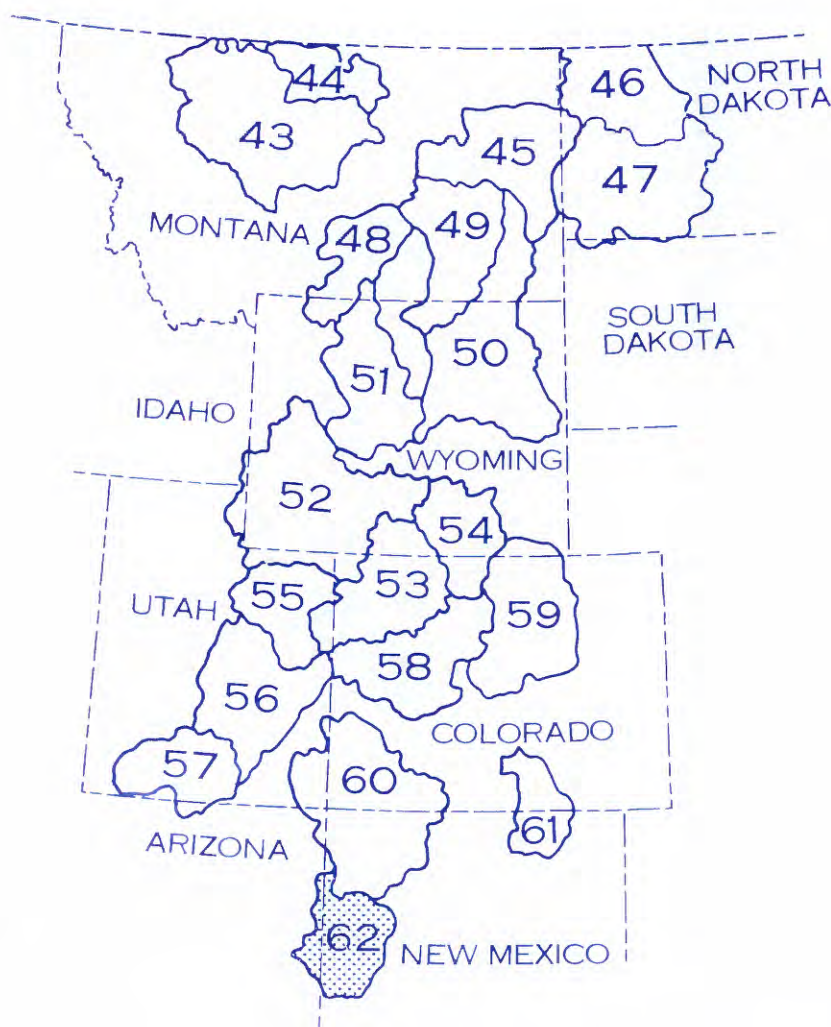 44
46
NORTH
DAKOTA
43
45
47
MONTANA
48
49
SOUTH
DAKOTA
51
50
IDAHO
WYOMING
52
54
53
55
59
UTAH
58
56
COLORADO
57
60
61
ARIZONA
62
NEW MEXICO